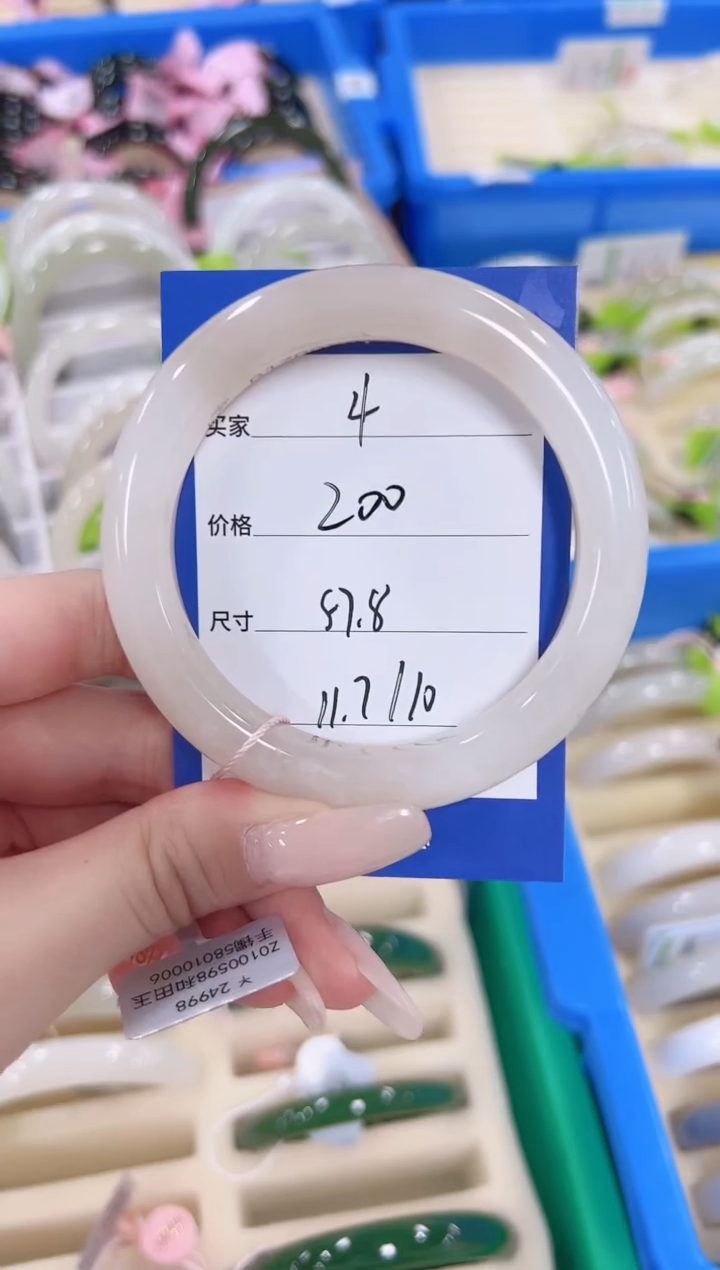 买家 4
价格 200
尺寸 57.8
11.7/10
¥ 24998
Z0100598和田玉
手镯58010006